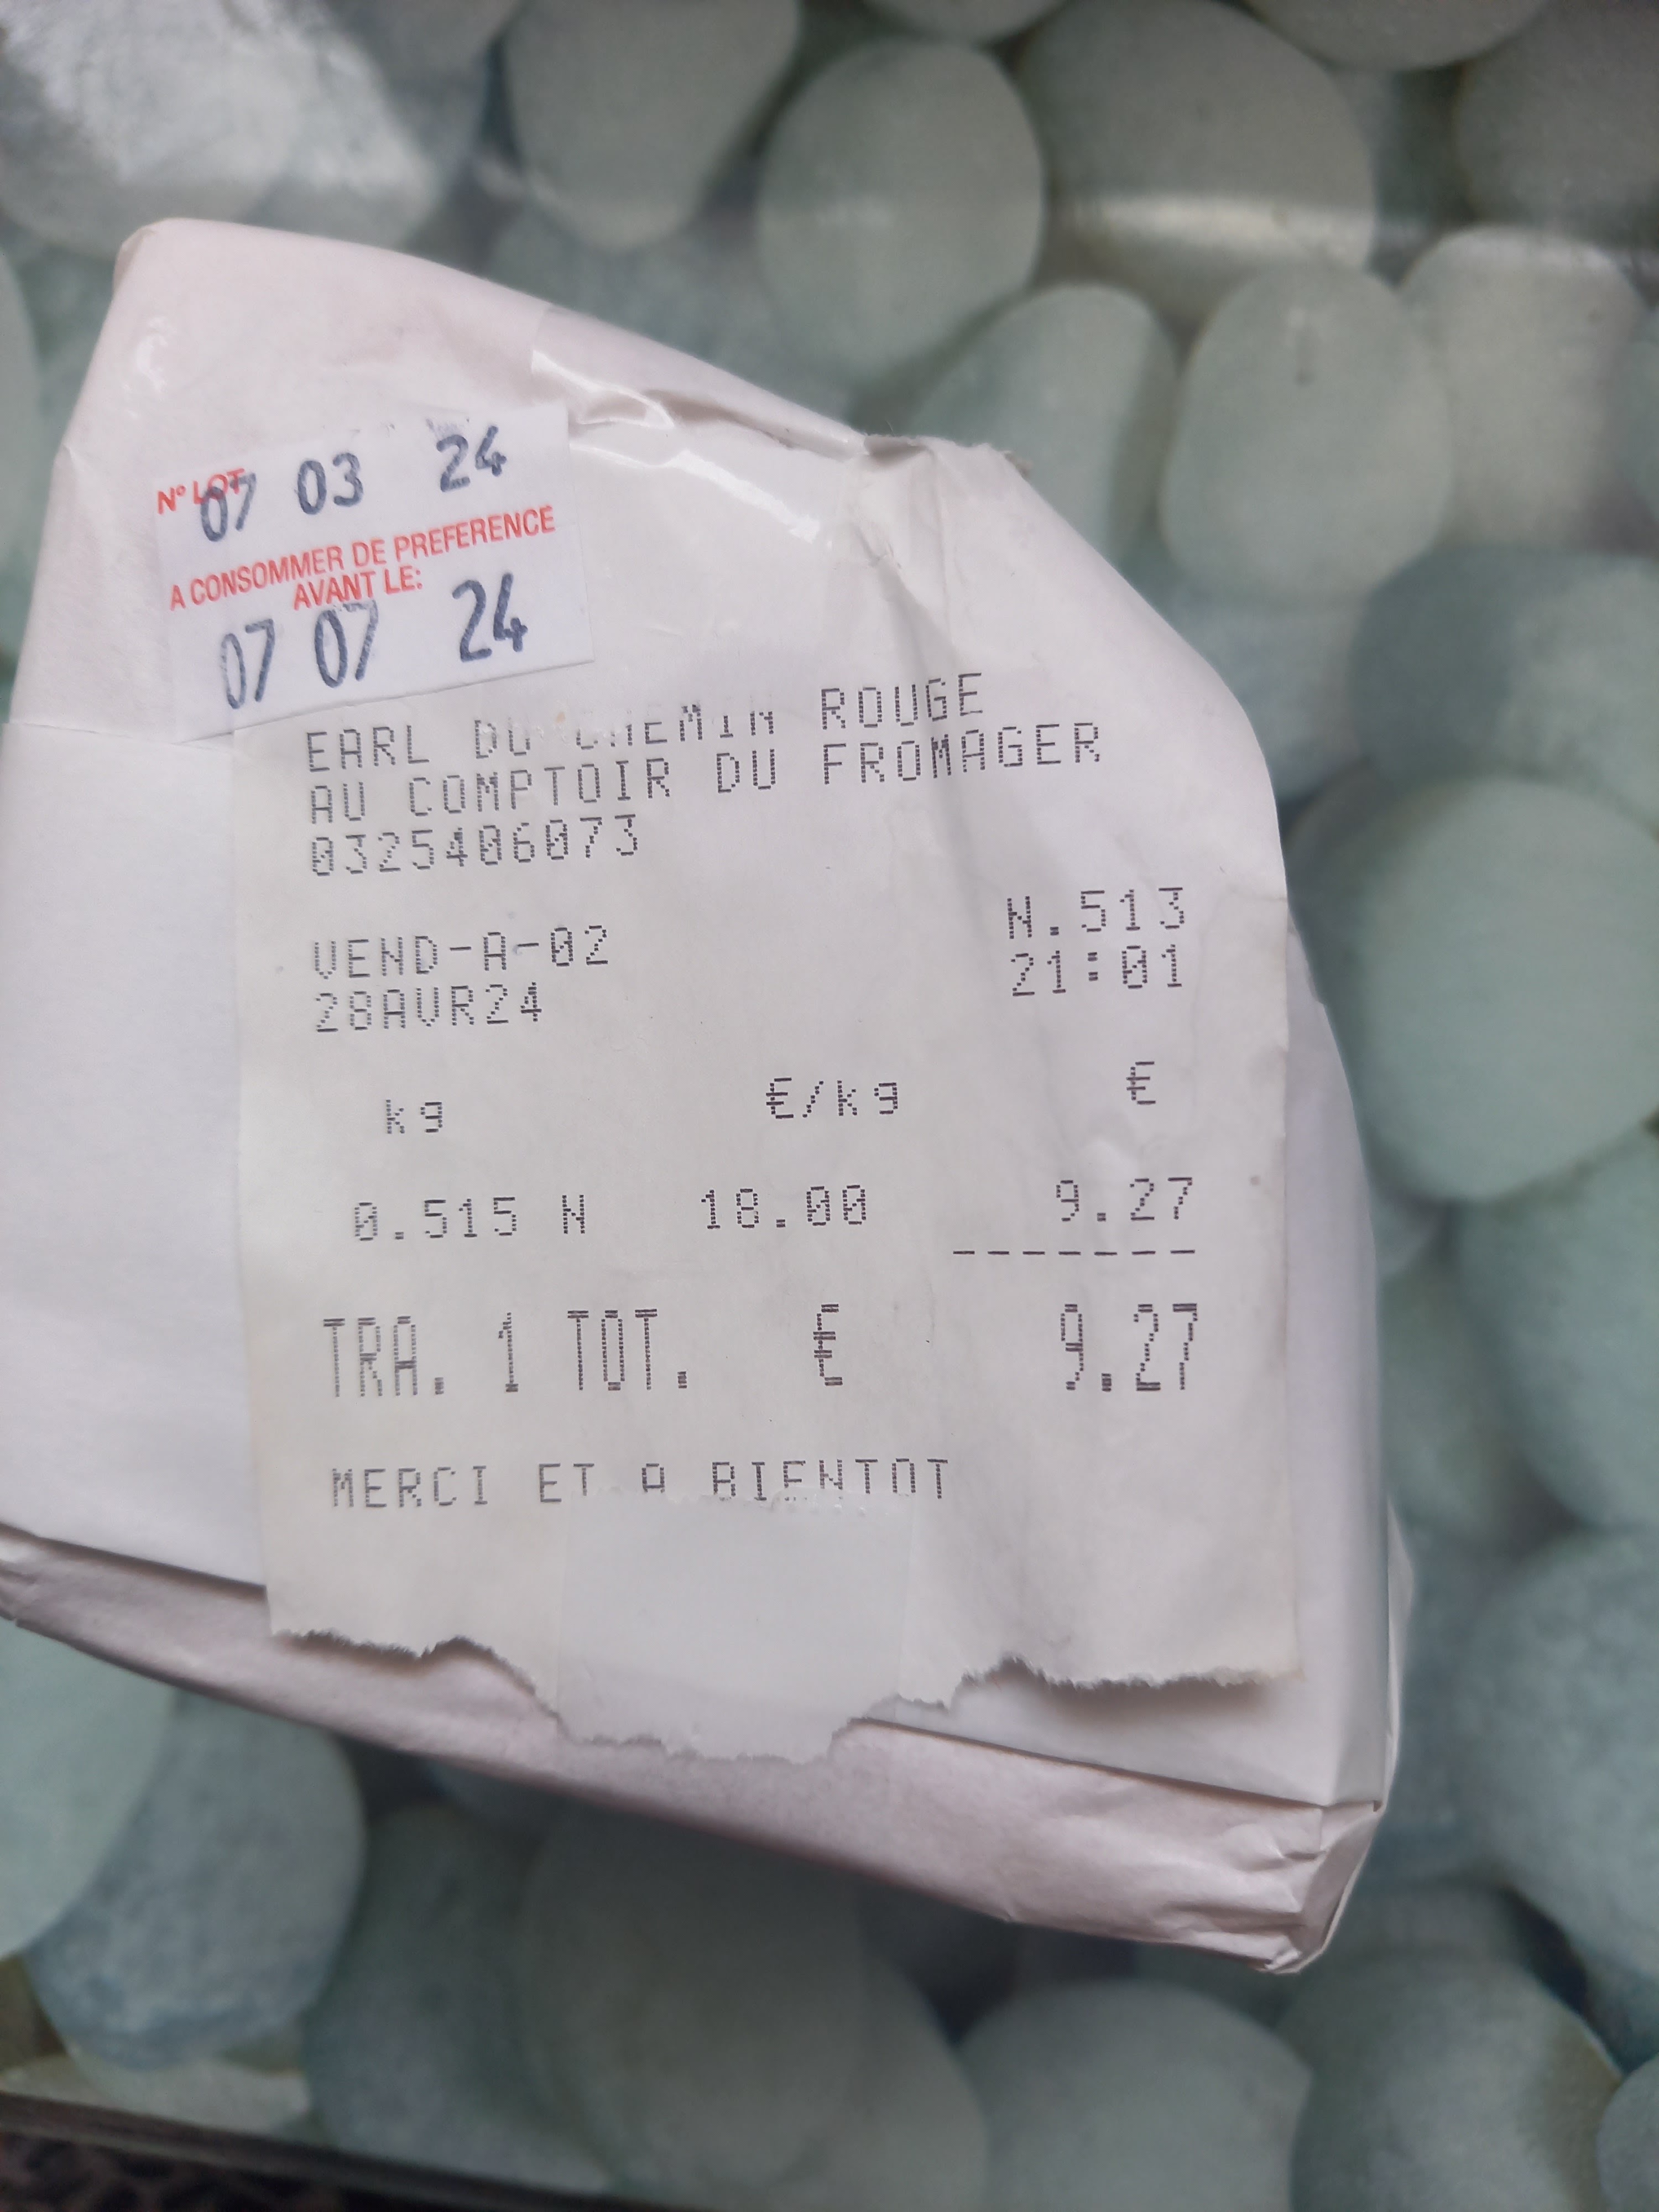 N° LOT 07 03 24
A CONSOMMER DE PREFERENCE
AVANT LE:
07 07 24
EARL DU CHEMIN ROUGE
AU COMPTOIR DU FROMAGER
0325406073
N.513
VEND-A-02 21:01
28AVR24
kg €/kg €
0.515 N 18.00 9.27
-------
TRA. 1 TOT. € 9.27
MERCI ET A BIENTOT